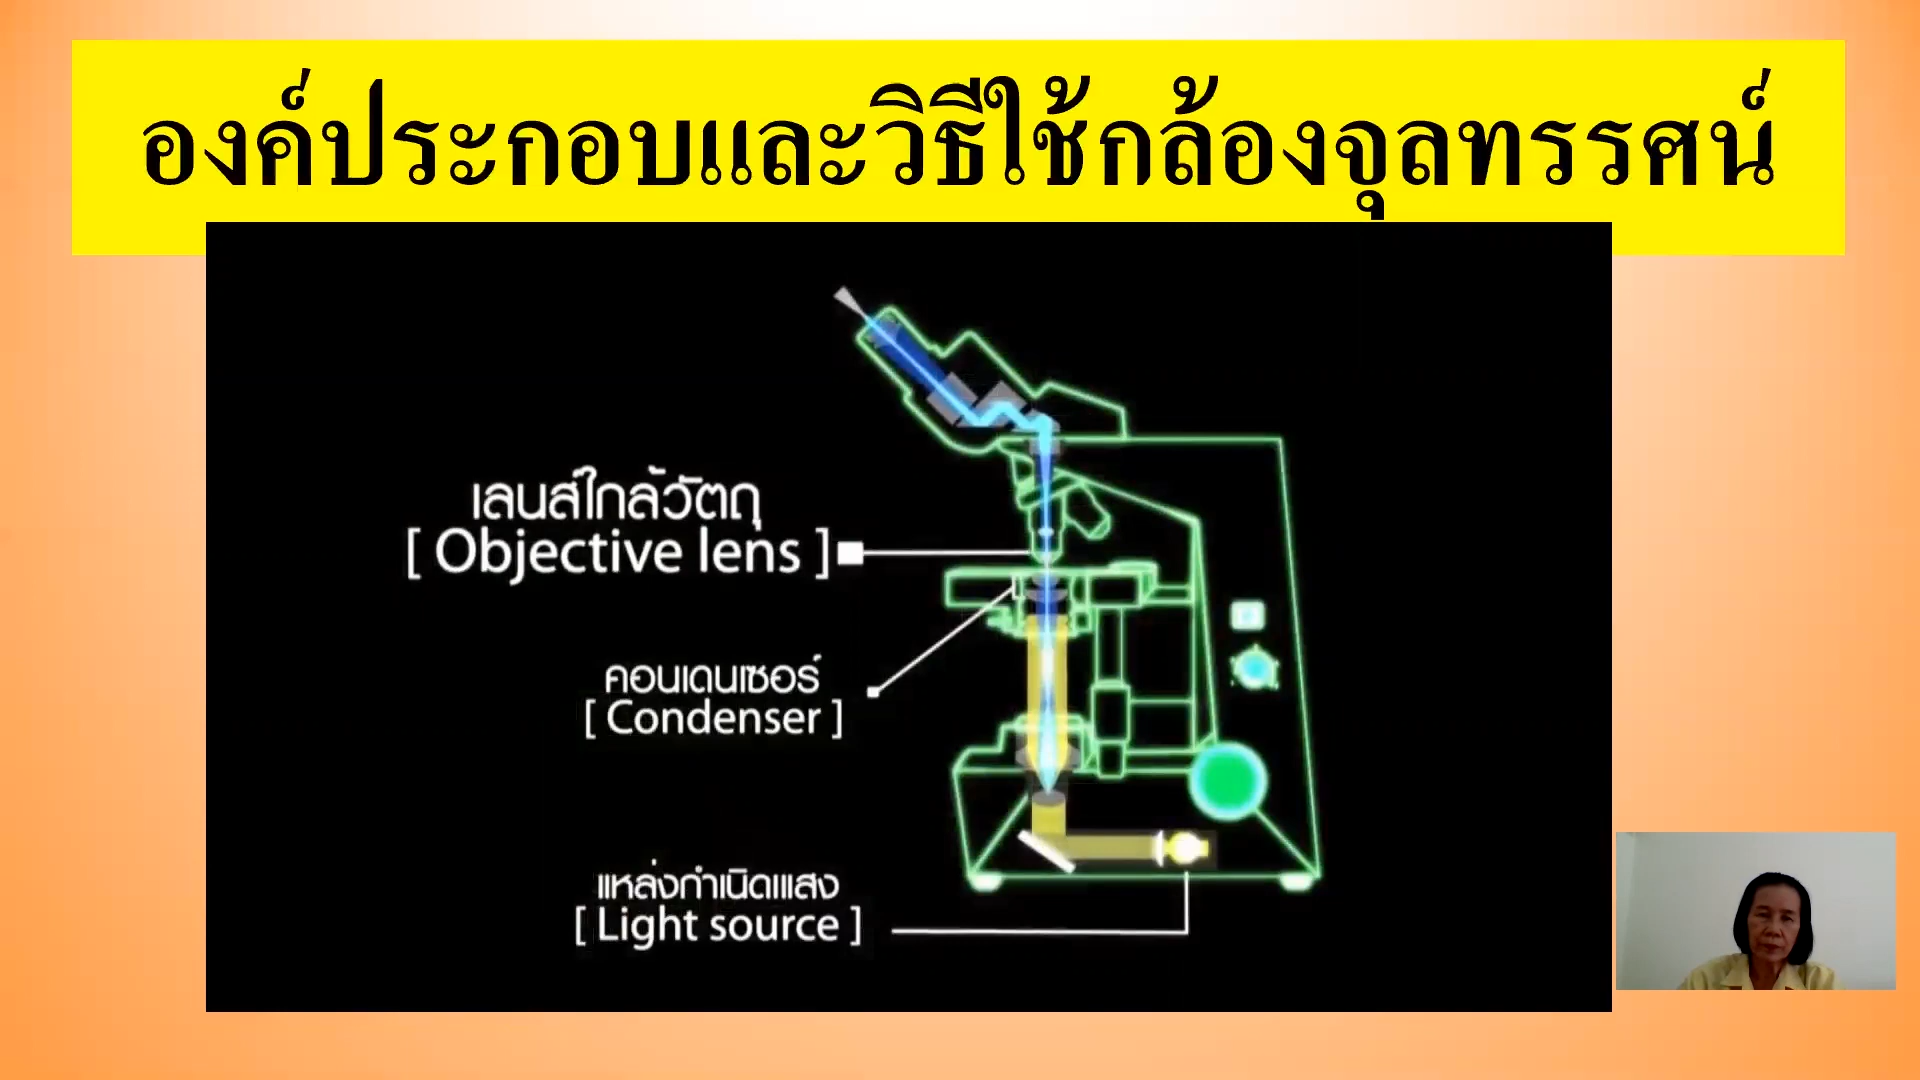 องค์ประกอบและวิธีใช้กล้องจุลทรรศน์
เลนส์ใกล้วัตถุ
[ Objective lens ]
คอนเดนเซอร์
[ Condenser ]
แหล่งกำเนิดแสง
[ Light source ]